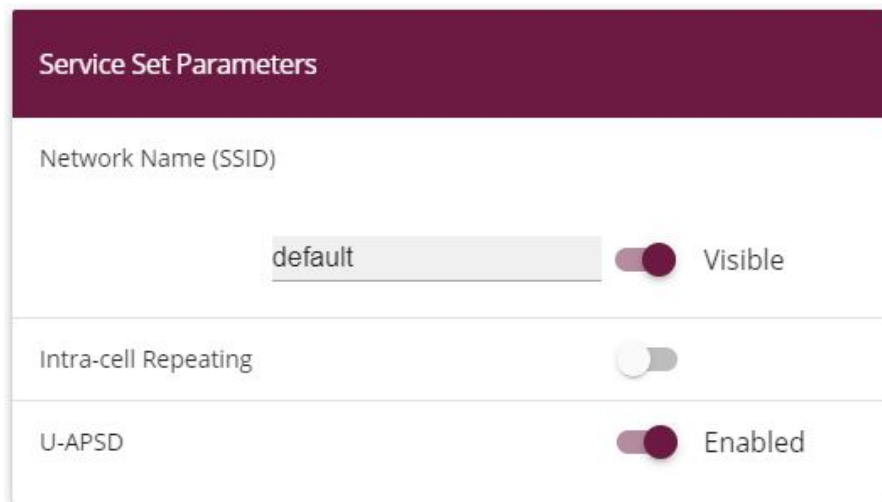 Service Set Parameters
Network Name (SSID)
default Visible
Intra-cell Repeating
U-APSD Enabled